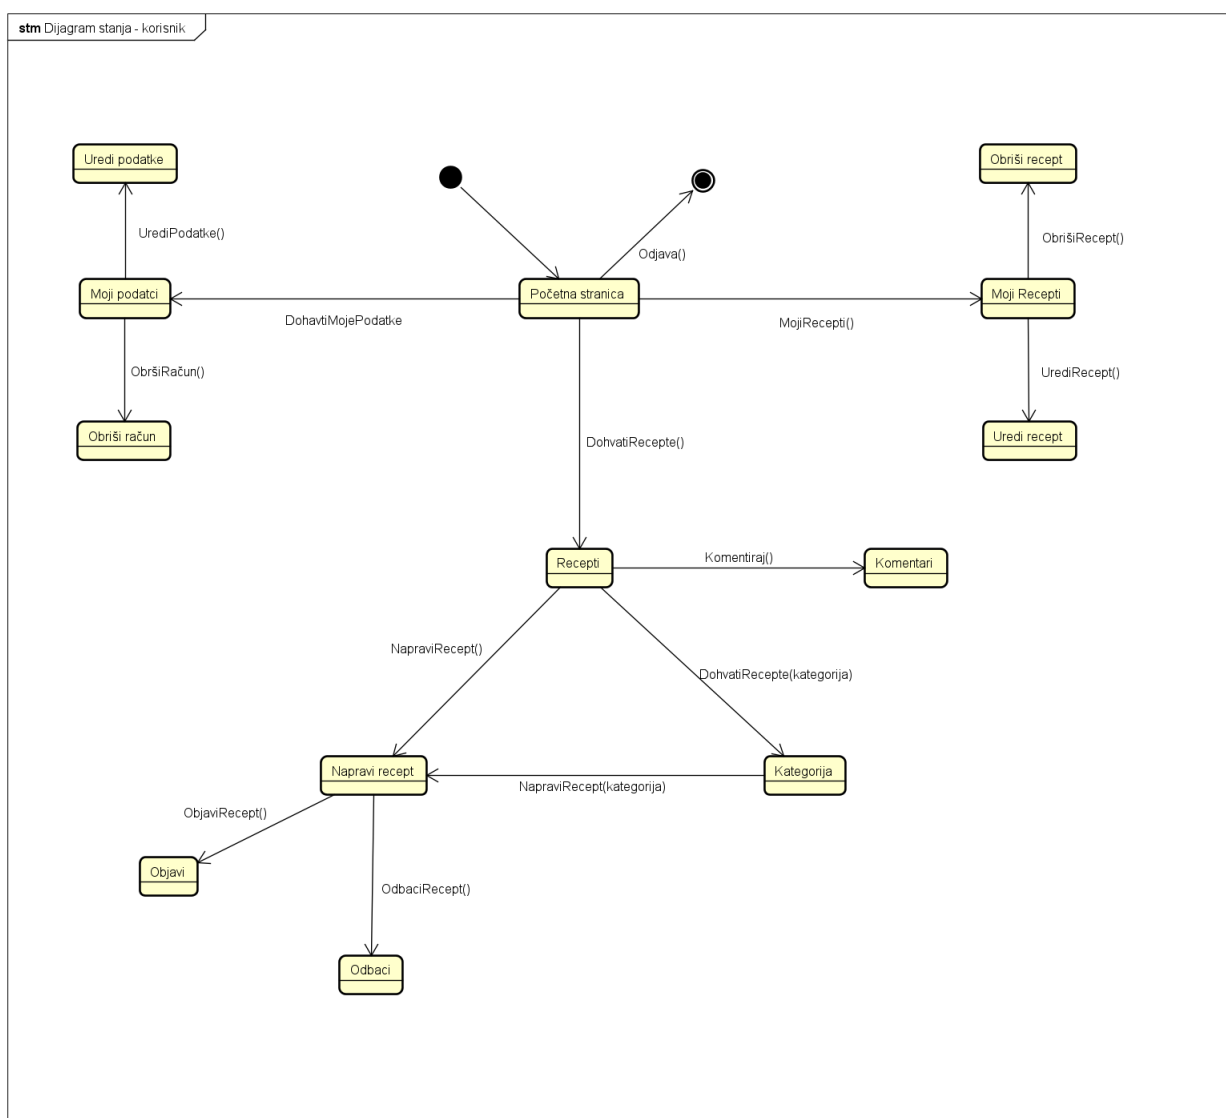 stm Dijagram stanja - korisnik
Uredi podatke
Obriši recept
UrediPodatke()
ObrišiRecept()
Odjava()
Moji podatci
Početna stranica
Moji Recepti
DohavtiMojePodatke
MojiRecepti()
ObršiRačun()
UrediRecept()
Obriši račun
DohvatiRecepte()
Uredi recept
Recepti
Komentiraj()
Komentari
NapraviRecept()
DohvatiRecepte(kategorija)
Napravi recept
Kategorija
NapraviRecept(kategorija)
ObjaviRecept()
Objavi
OdbaciRecept()
Odbaci